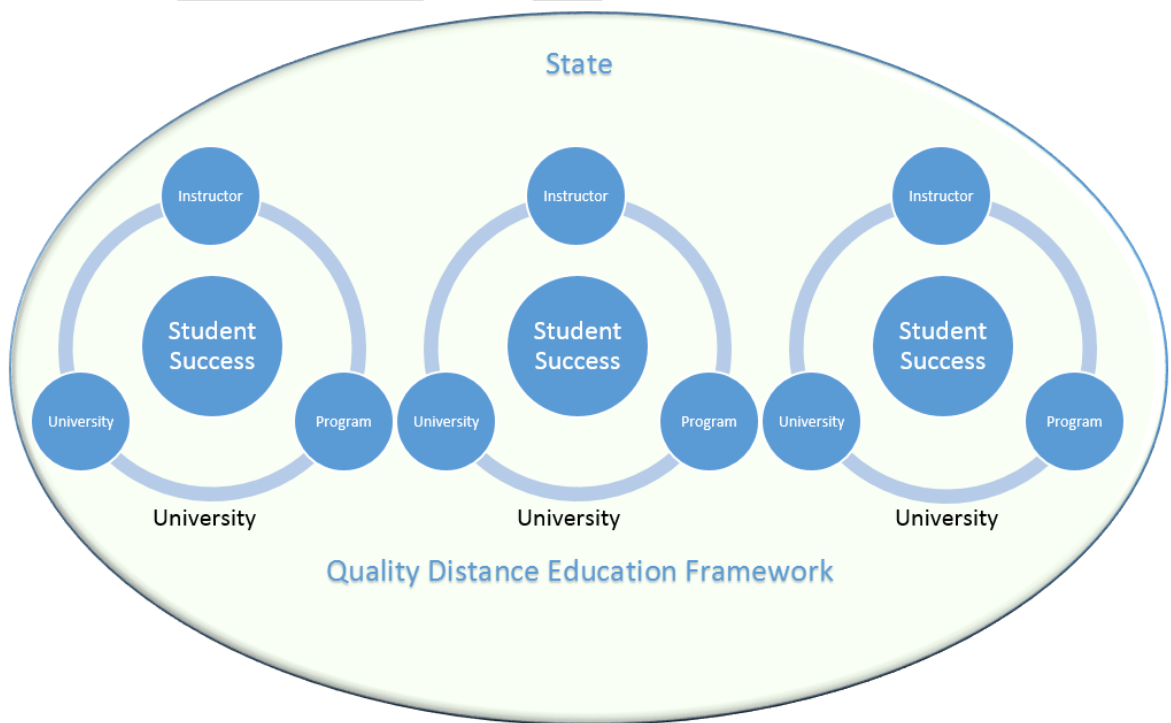 State
Instructor
Instructor
Instructor
Student
Success
Student
Success
Student
Success
University
Program
University
Program
University
Program
University
University
University
Quality Distance Education Framework